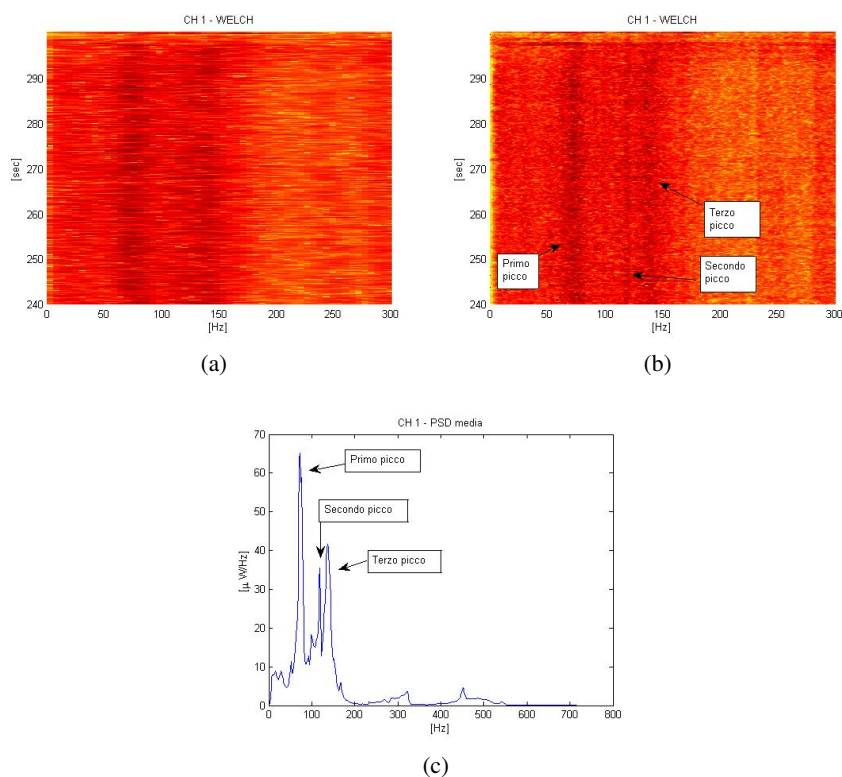 CH 1 - WELCH
290
280
270
260
250
240
[sec]
0
50
100
150
200
250
300
[Hz]
(a)
CH 1 - WELCH
290
280
270
260
250
240
[sec]
Terzo
picco
Primo
picco
Secondo
picco
0
50
100
150
200
250
300
[Hz]
(b)
CH 1 - PSD media
70
60
50
40
30
20
10
0
[μ W/Hz]
Primo picco
Secondo picco
Terzo picco
0
100
200
300
400
500
600
700
800
[Hz]
(c)